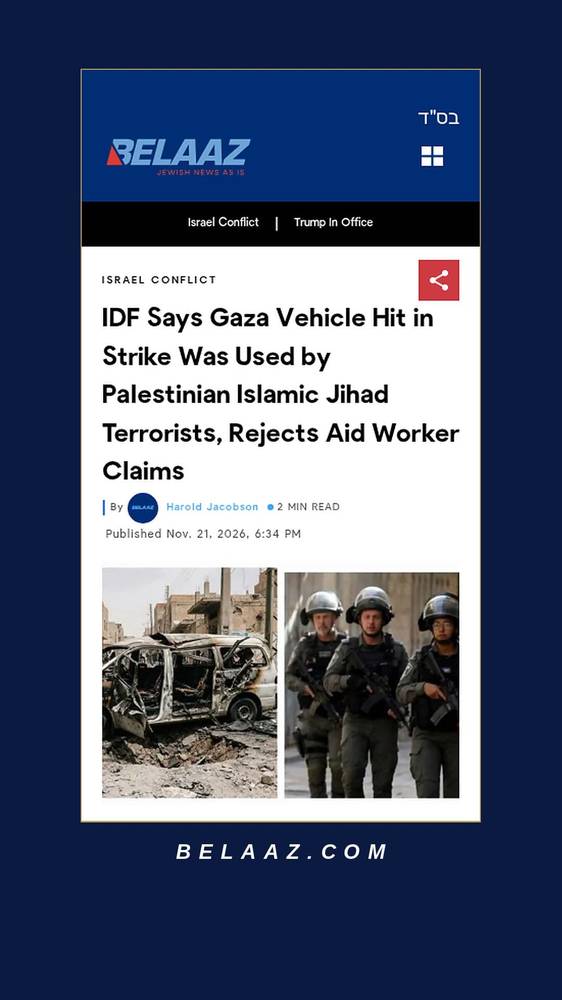 בס"ד
BELAAZ
JEWISH NEWS AS IS
Israel Conflict | Trump In Office
ISRAEL CONFLICT
IDF Says Gaza Vehicle Hit in
Strike Was Used by
Palestinian Islamic Jihad
Terrorists, Rejects Aid Worker
Claims
By BELAAZ Harold Jacobson 2 MIN READ
Published Nov. 21, 2026, 6:34 PM
BELAAZ.COM